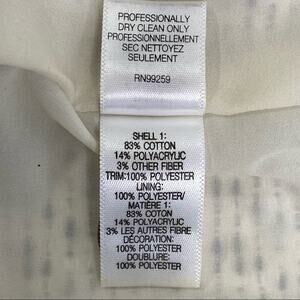 PROFESSIONALLY
DRY CLEAN ONLY
PROFESSIONNELLEMENT
SEC NETTOYEZ
SEULEMENT
RN99259
SHELL 1:
83% COTTON
14% POLYACRYLIC
3% OTHER FIBER
TRIM:100% POLYESTER
LINING:
100% POLYESTER/
MATIÈRE 1:
83% COTON
14% POLYACRYLIC
3% LES AUTRES FIBRE
DÉCORATION:
100% POLYESTER
DOUBLURE:
100% POLYESTER